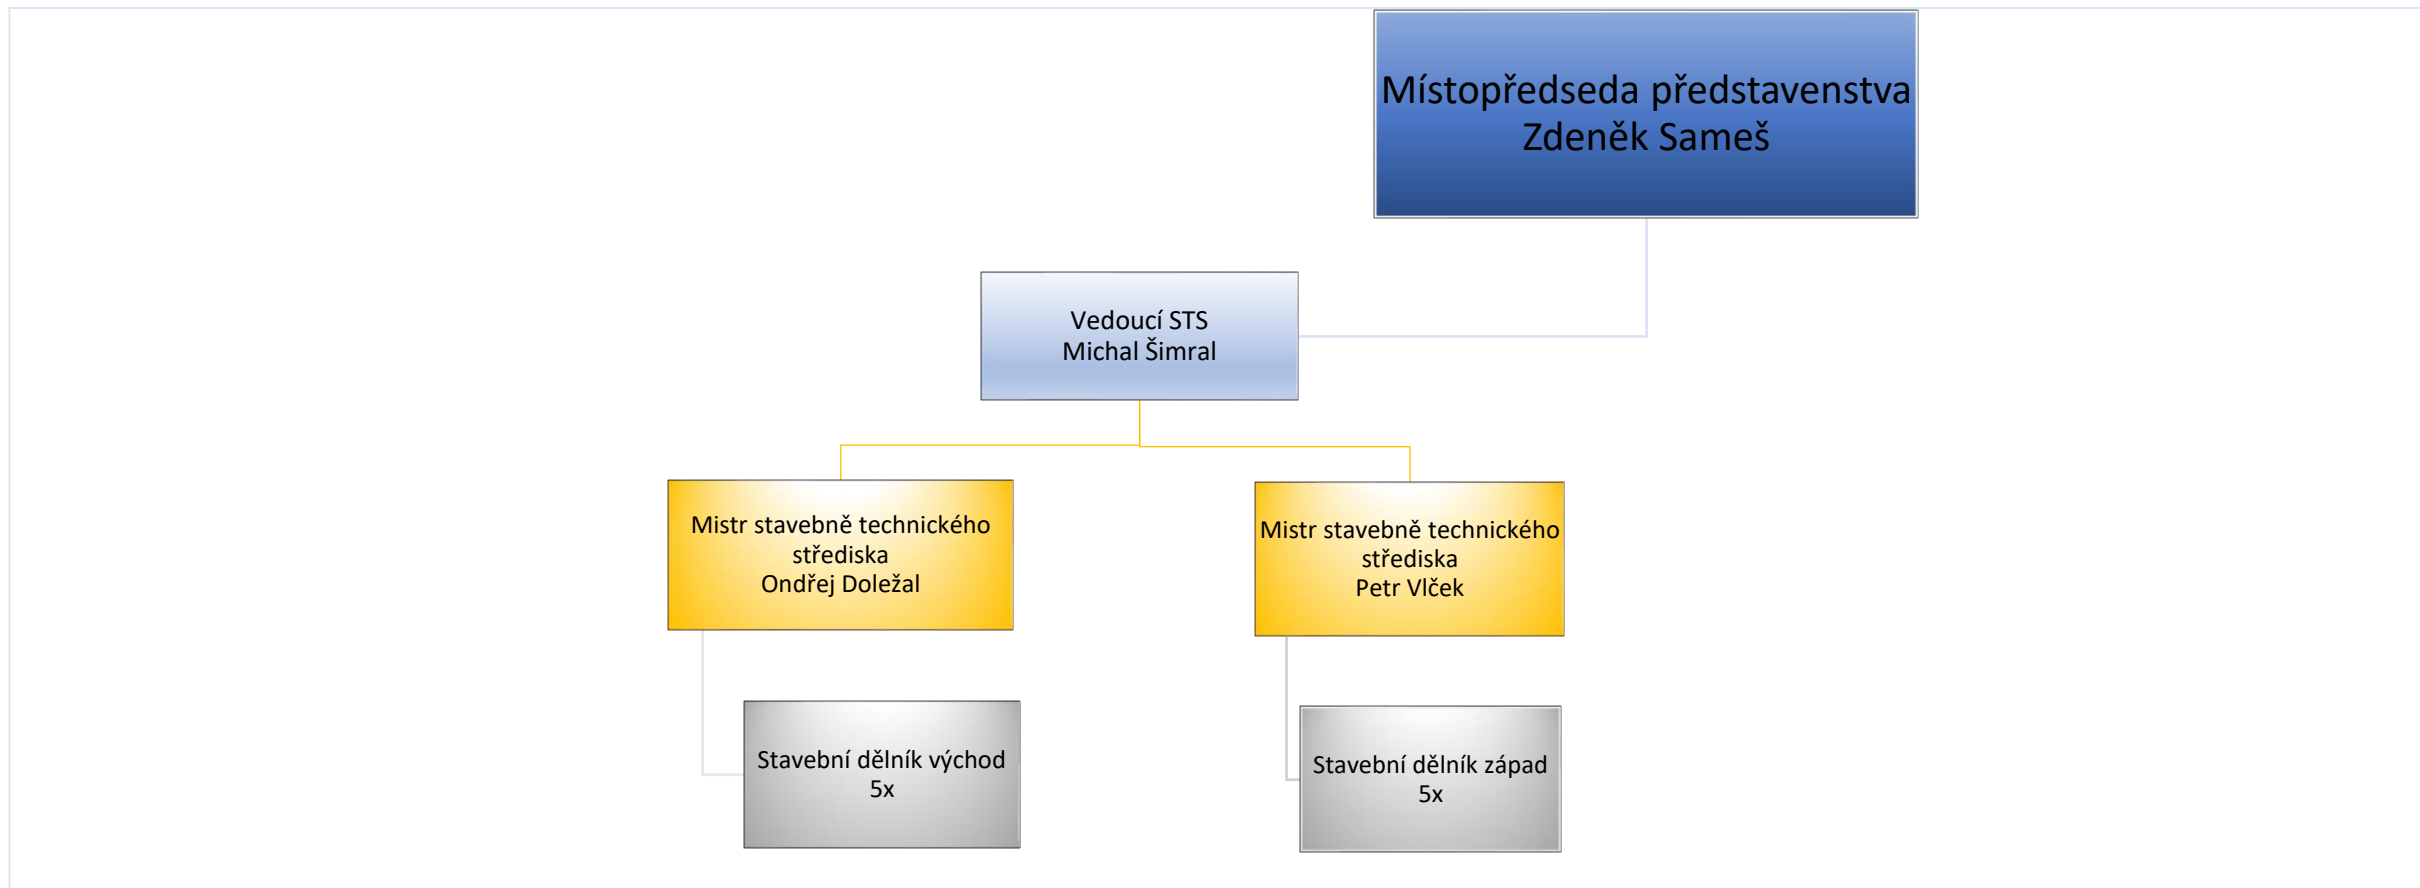 Místopředseda představenstva
Zdeněk Sameš
Vedoucí STS
Michal Šimral
Mistr stavebně technického
střediska
Ondřej Doležal
Mistr stavebně technického
střediska
Petr Vlček
Stavební dělník východ
5x
Stavební dělník západ
5x